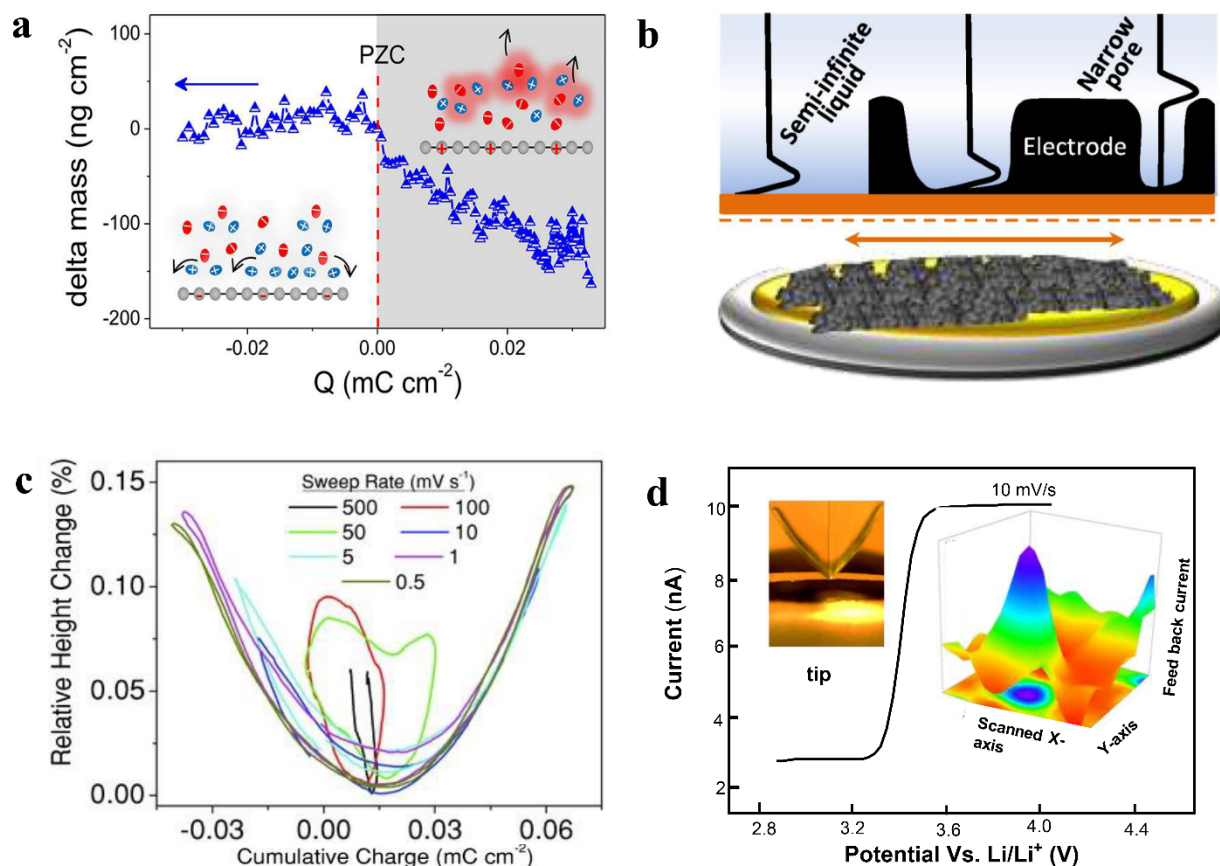 a
100
0
-100
-200
delta mass (ng cm⁻²)
PZC
-0.02
0.00
0.02
Q (mC cm⁻²)
b
Semi-infinite
liquid
Narrow
pore
Electrode
c
0.15
0.10
0.05
0.00
Relative Height Change (%)
Sweep Rate (mV s⁻¹)
500
100
50
10
5
1
0.5
-0.03
0.00
0.03
0.06
Cumulative Charge (mC cm⁻²)
d
10
8
6
4
2
Current (nA)
10 mV/s
tip
Feed back current
Scanned X-
axis
Y-axis
2.8
3.2
3.6
4.0
4.4
Potential Vs. Li/Li⁺ (V)